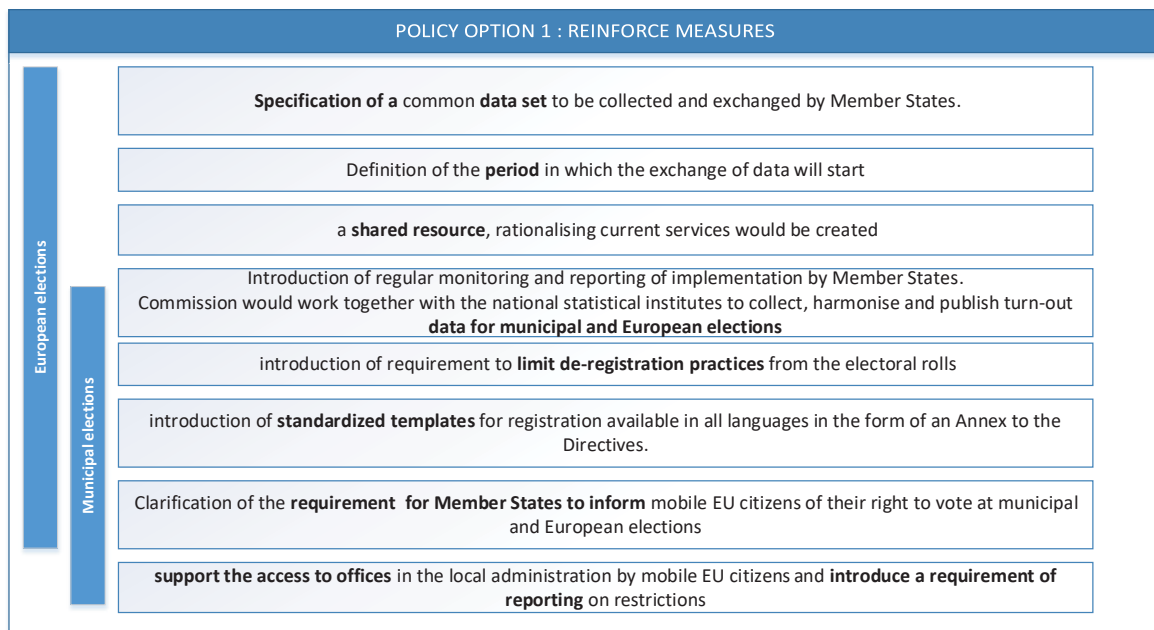 POLICY OPTION 1 : REINFORCE MEASURES
European elections
Municipal elections
Specification of a common data set to be collected and exchanged by Member States.
Definition of the period in which the exchange of data will start
a shared resource, rationalising current services would be created
Introduction of regular monitoring and reporting of implementation by Member States.
Commission would work together with the national statistical institutes to collect, harmonise and publish turn-out
data for municipal and European elections
introduction of requirement to limit de-registration practices from the electoral rolls
introduction of standardized templates for registration available in all languages in the form of an Annex to the
Directives.
Clarification of the requirement  for Member States to inform mobile EU citizens of their right to vote at municipal
and European elections
support the access to offices in the local administration by mobile EU citizens and introduce a requirement of
reporting on restrictions